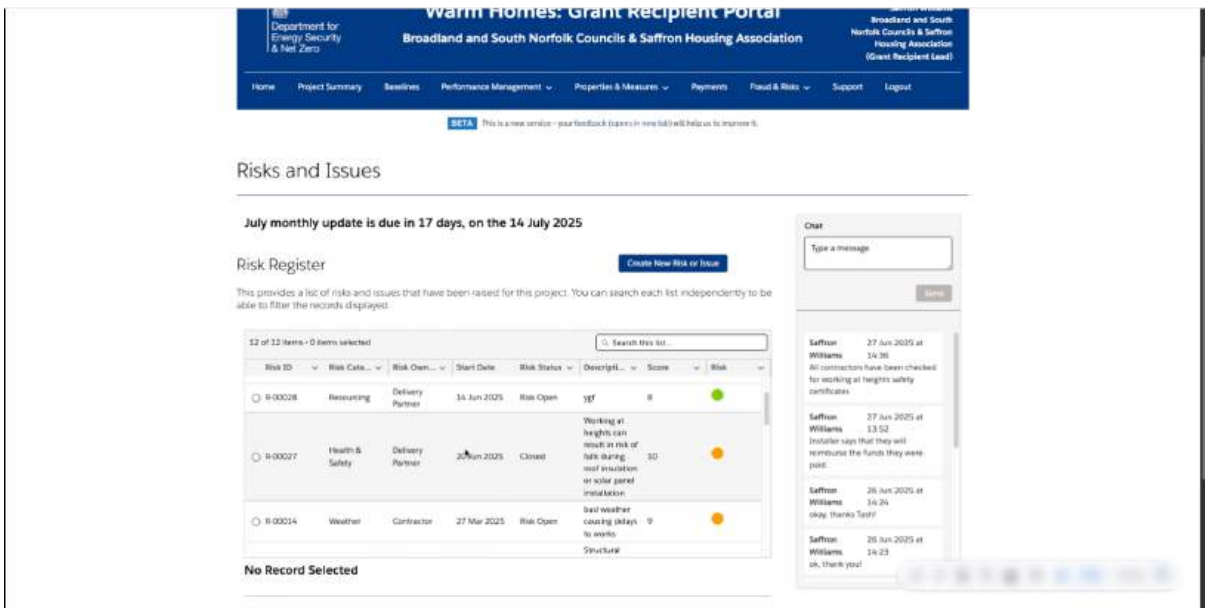 Department for
Energy Security
& Net Zero
Warm Homes: Grant Recipient Portal
Broadland and South Norfolk Councils & Saffron Housing Association
Saffron Williams
Broadland and South
Norfolk Councils & Saffron
Housing Association
(Grant Recipient Lead)
Home Project Summary Baselines Performance Management Properties & Measures Payments Fraud & Risks Support Logout
BETA This is a new service - your feedback (opens in new tab) will help us to improve it.
Risks and Issues
July monthly update is due in 17 days, on the 14 July 2025
Risk Register
Create New Risk or Issue
This provides a list of risks and issues that have been raised for this project. You can search each list independently to be
able to filter the records displayed.
12 of 12 items • 0 items selected
Search this list...
Risk ID Risk Cate... Risk Own... Start Date Risk Status Descripti... Score Risk
R-00028 Resourcing Delivery Partner 14 Jun 2025 Risk Open ygf 8
R-00027 Health & Safety Delivery Partner 20 Jun 2025 Closed
Working at
heights can
result in risk of
falls during
roof insulation
or solar panel
installation
10
R-00014 Weather Contractor 27 Mar 2025 Risk Open
bad weather
causing delays
to works
9
Structural
No Record Selected
Chat
Type a message
Send
Saffron Williams 27 Jun 2025 at 14:36
All contractors have been checked
for working at heights safety
certificates
Saffron Williams 27 Jun 2025 at 13:52
Installer says that they will
reimburse the funds they were
paid.
Saffron Williams 26 Jun 2025 at 14:24
okay, thanks Tash!
Saffron Williams 26 Jun 2025 at 14:23
ok, thank you!